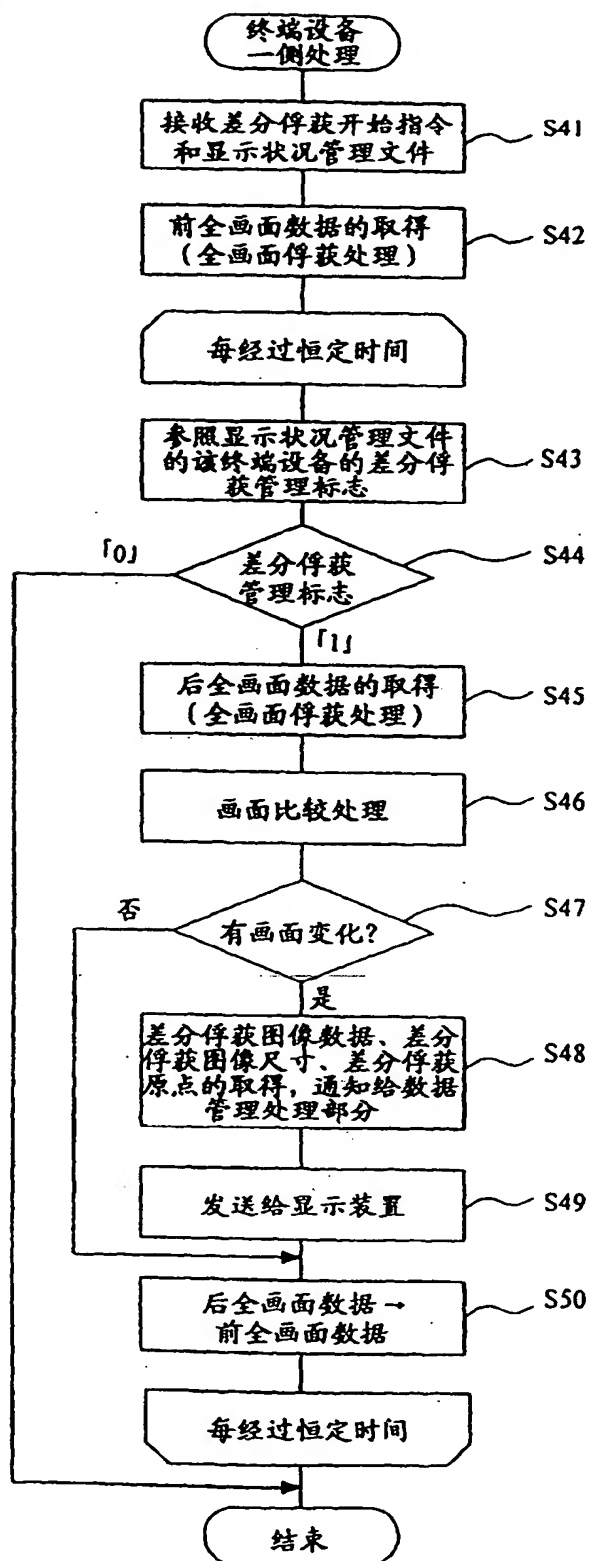 终端设备
一侧处理
接收差分俘获开始指令
和显示状况管理文件
S41
前全画面数据的取得
(全画面俘获处理)
S42
每经过恒定时间
参照显示状况管理文件
的该终端设备的差分俘
获管理标志
S43
「0」
差分俘获
管理标志
S44
「1」
后全画面数据的取得
(全画面俘获处理)
S45
画面比较处理
S46
否
有画面变化?
S47
是
差分俘获图像数据、差分
俘获图像尺寸、差分俘获
原点的取得,通知给数据
管理处理部分
S48
发送给显示装置
S49
后全画面数据→
前全画面数据
S50
每经过恒定时间
结束